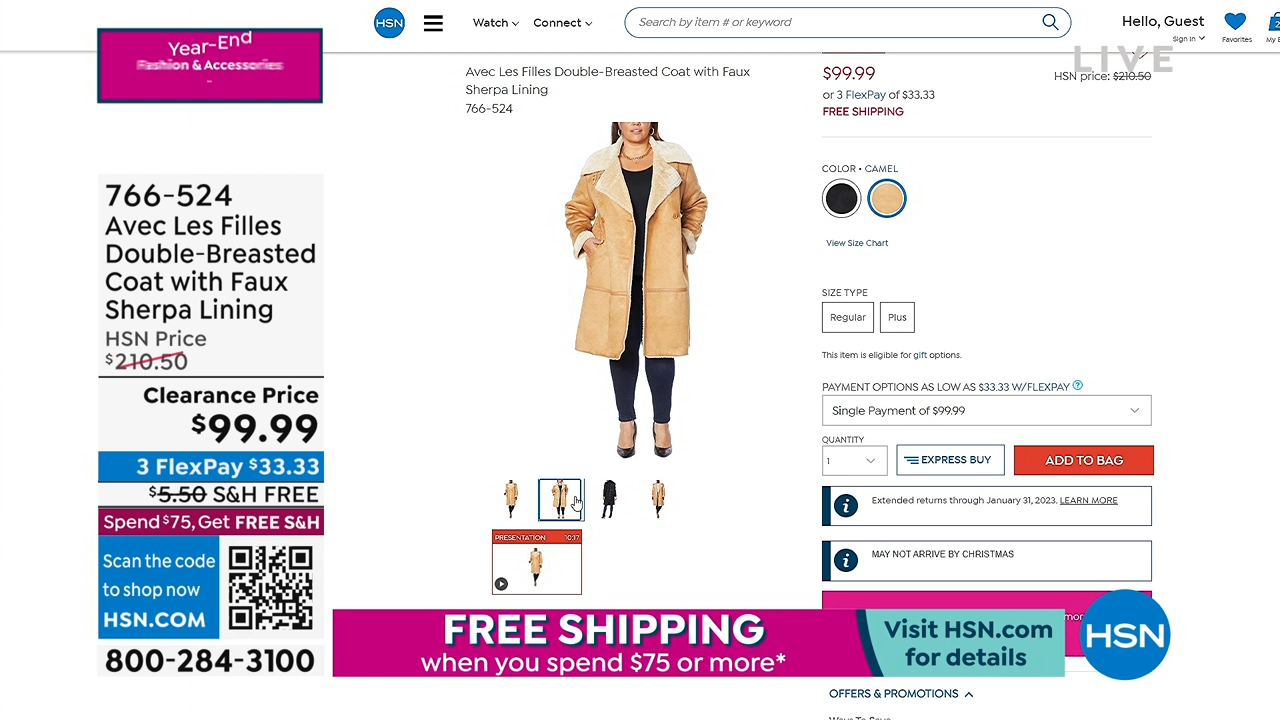 HSN
Watch
Connect
Search by item # or keyword
Hello, Guest
Sign In
Favorites
LIVE
Year-End
Fashion & Accessories
Avec Les Filles Double-Breasted Coat with Faux
Sherpa Lining
766-524
$99.99
HSN price: $210.50
or 3 FlexPay of $33.33
FREE SHIPPING
COLOR • CAMEL
View Size Chart
SIZE TYPE
Regular
Plus
This item is eligible for gift options.
PAYMENT OPTIONS AS LOW AS $33.33 W/FLEXPAY ?
Single Payment of $99.99
QUANTITY
1
EXPRESS BUY
ADD TO BAG
Extended returns through January 31, 2023. LEARN MORE
MAY NOT ARRIVE BY CHRISTMAS
OFFERS & PROMOTIONS
PRESENTATION 10:17
766-524
Avec Les Filles
Double-Breasted
Coat with Faux
Sherpa Lining
HSN Price
$210.50
Clearance Price
$99.99
3 FlexPay $33.33
$5.50 S&H FREE
Spend $75, Get FREE S&H
Scan the code
to shop now
HSN.COM
800-284-3100
FREE SHIPPING
when you spend $75 or more*
Visit HSN.com
for details
HSN